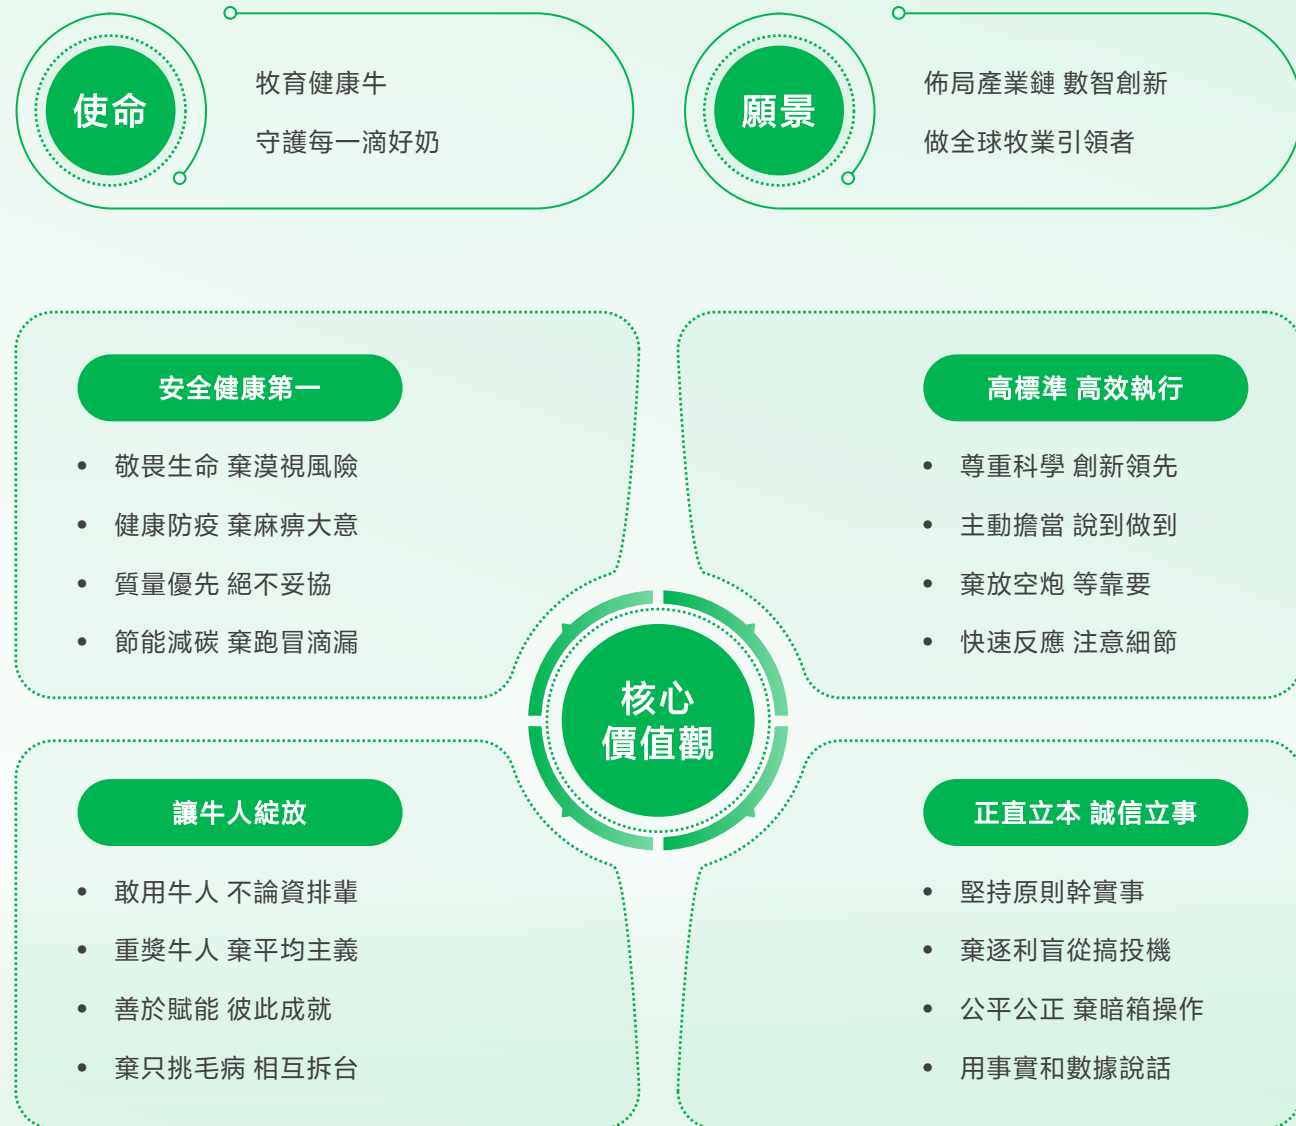 使命
牧育健康牛
守護每一滴好奶
願景
佈局產業鏈 數智創新
做全球牧業引領者
安全健康第一
敬畏生命 棄漠視風險
健康防疫 棄麻痹大意
質量優先 絕不妥協
節能減碳 棄跑冒滴漏
高標準 高效執行
尊重科學 創新領先
主動擔當 說到做到
棄放空炮 等靠要
快速反應 注意細節
核心
價值觀
讓牛人綻放
敢用牛人 不論資排輩
重獎牛人 棄平均主義
善於賦能 彼此成就
棄只挑毛病 相互拆台
正直立本 誠信立事
堅持原則幹實事
棄逐利盲從搞投機
公平公正 棄暗箱操作
用事實和數據說話